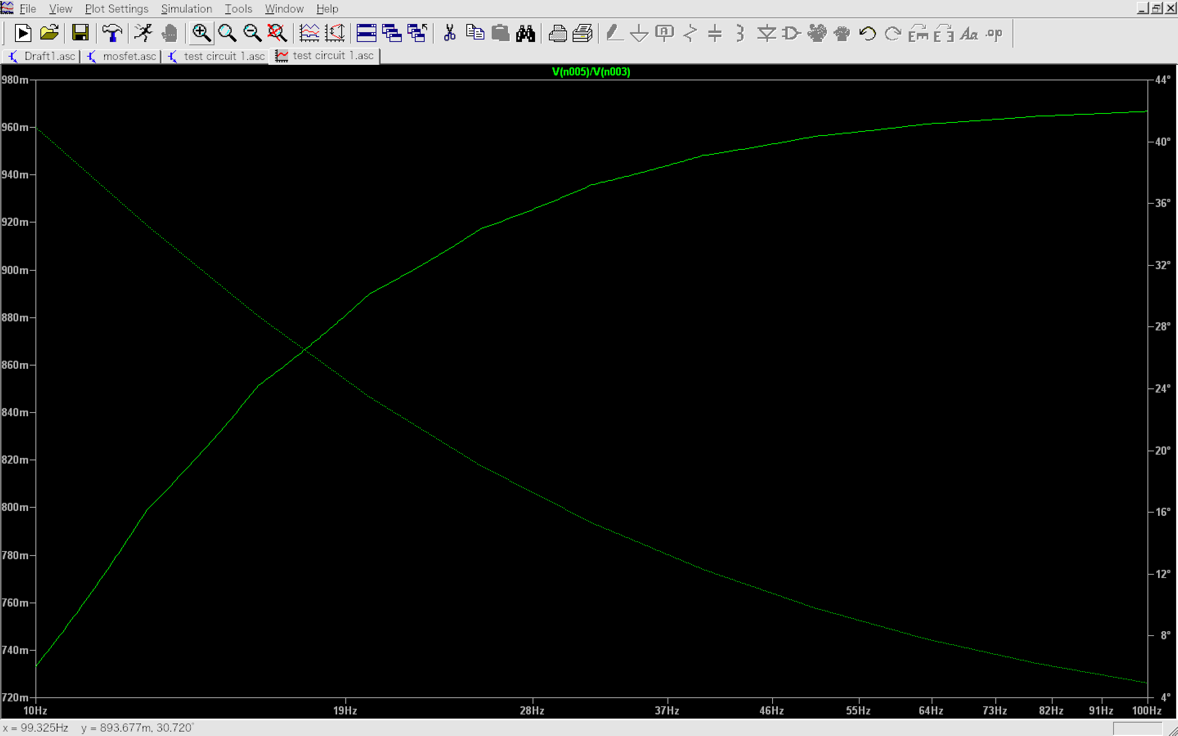 File View Plot Settings Simulation Tools Window Help
Aa .op
Draft1.asc mosfet.asc test circuit 1.asc test circuit 1.asc
V(n005)/V(n003)
980m 44°
960m
40°
940m
36°
920m
900m 32°
880m 28°
860m
24°
840m
820m 20°
800m 16°
780m
12°
760m
740m 8°
720m 4°
10Hz 19Hz 28Hz 37Hz 46Hz 55Hz 64Hz 73Hz 82Hz 91Hz 100Hz
x = 99.325Hz y = 893.677m, 30.720°